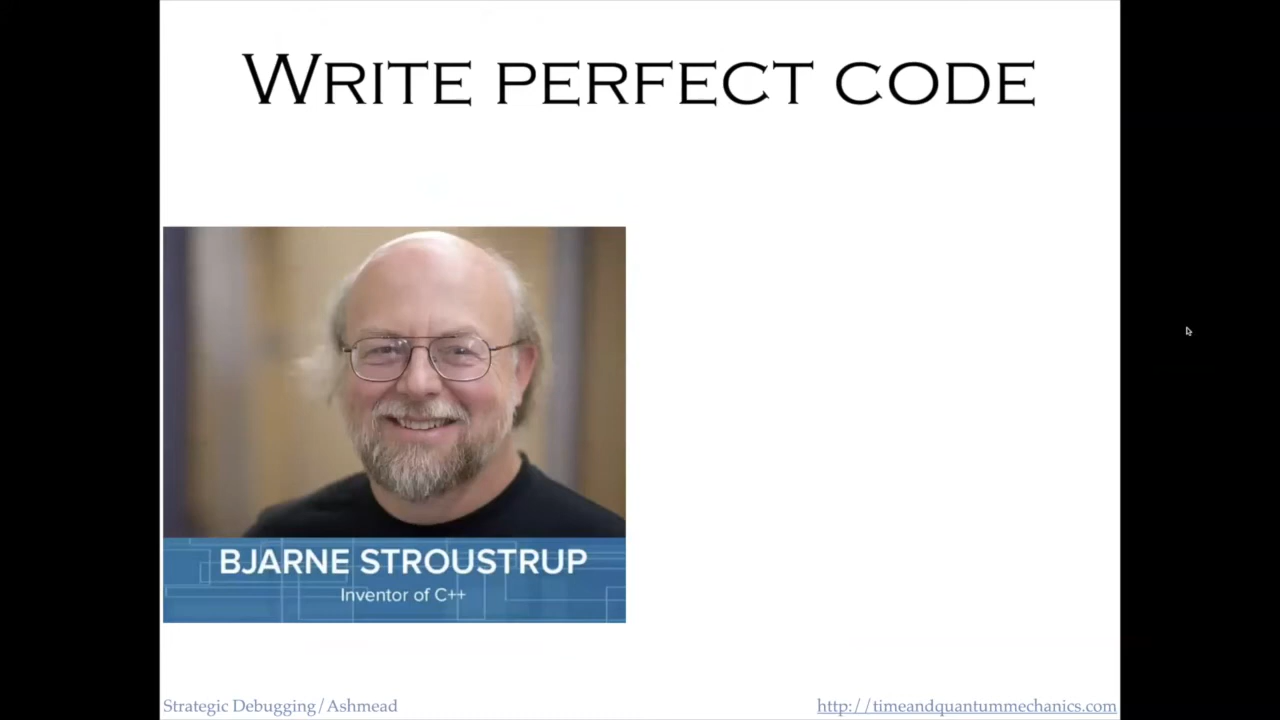 WRITE PERFECT CODE
BJARNE STROUSTRUP
Inventor of C++
Strategic Debugging/Ashmead
http://timeandquantummechanics.com